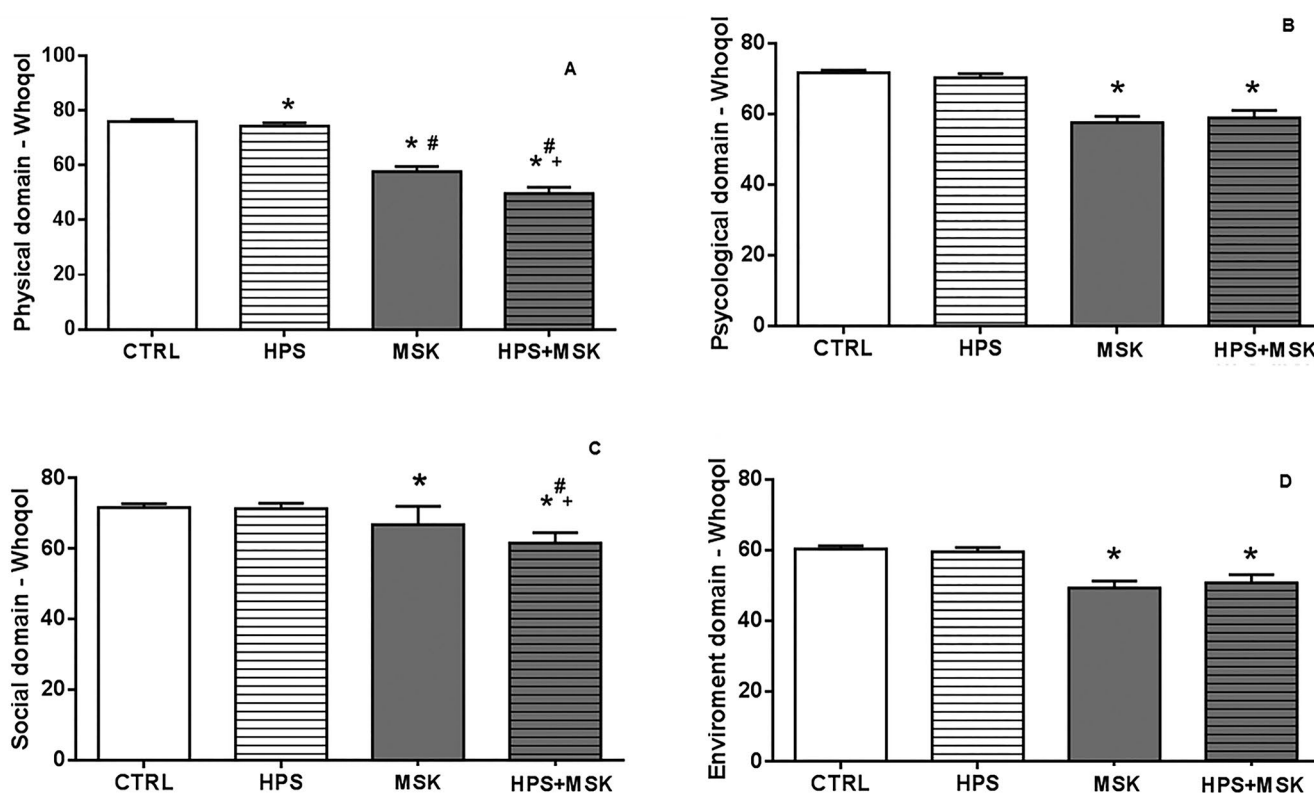 A
Physical domain - Whoqol
100
80
60
40
20
0
*
* #
#
* +
CTRL HPS MSK HPS+MSK
B
Psycological domain - Whoqol
80
60
40
20
0
* *
CTRL HPS MSK HPS+MSK
C
Social domain - Whoqol
80
60
40
20
0
*
#
* +
CTRL HPS MSK HPS+MSK
D
Enviroment domain - Whoqol
80
60
40
20
0
* *
CTRL HPS MSK HPS+MSK